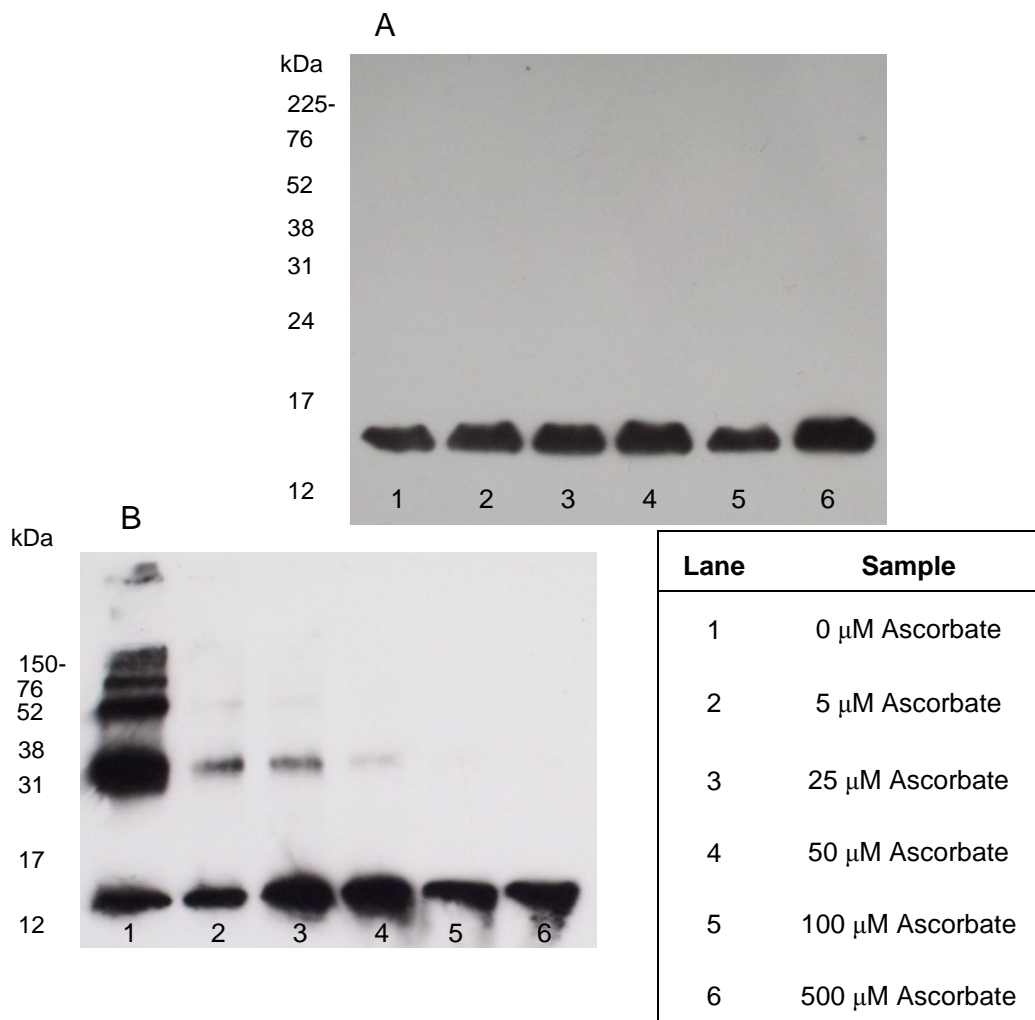 A
kDa
225-
76
52
38
31
24
17
12
1 2 3 4 5 6
B
kDa
150-
76
52
38
31
17
12
1 2 3 4 5 6
Lane Sample
1 0 μM Ascorbate
2 5 μM Ascorbate
3 25 μM Ascorbate
4 50 μM Ascorbate
5 100 μM Ascorbate
6 500 μM Ascorbate